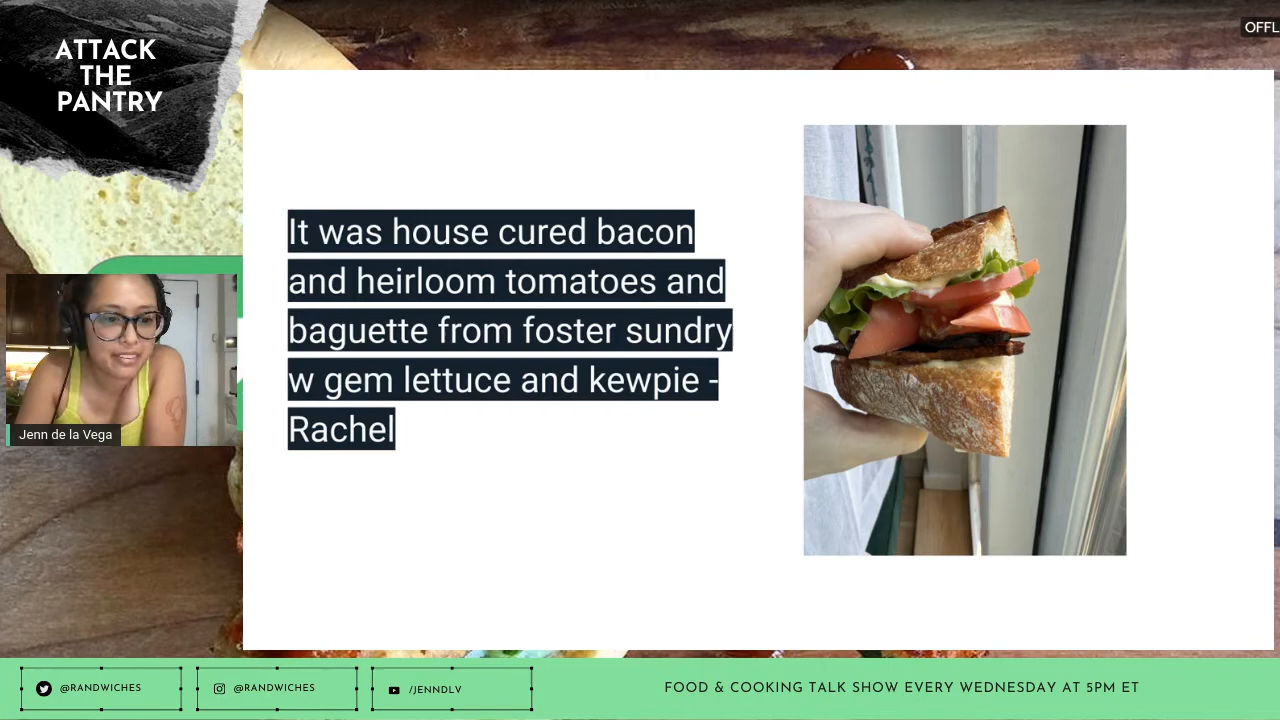 ATTACK
THE
PANTRY
OFFL
It was house cured bacon
and heirloom tomatoes and
baguette from foster sundry
w gem lettuce and kewpie -
Rachel
Jenn de la Vega
@RANDWICHES
@RANDWICHES
/JENNDLV
FOOD & COOKING TALK SHOW EVERY WEDNESDAY AT 5PM ET